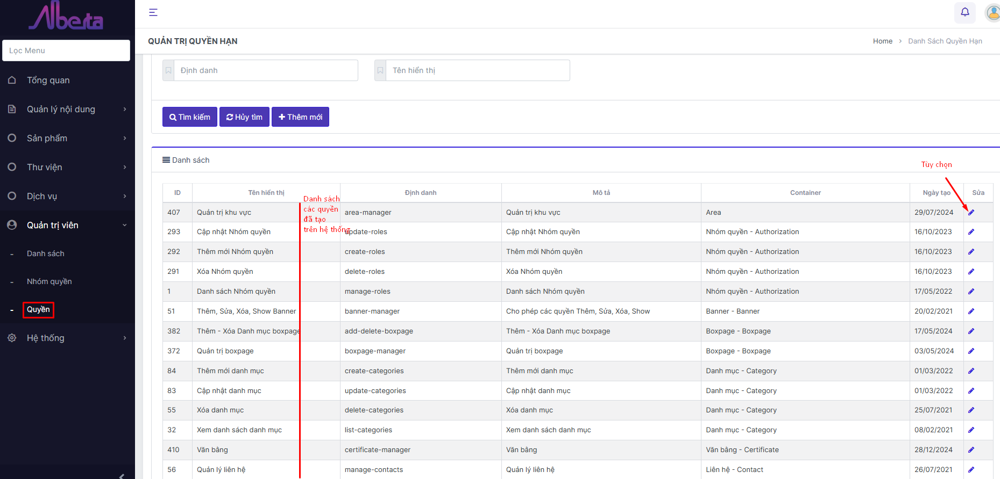 Alberta
Lọc Menu
Tổng quan
Quản lý nội dung
Sản phẩm
Thư viện
Dịch vụ
Quản trị viên
- Danh sách
- Nhóm quyền
- Quyền
Hệ thống
QUẢN TRỊ QUYỀN HẠN
Home > Danh Sách Quyền Hạn
Định danh Tên hiển thị
Tìm kiếm Hủy tìm Thêm mới
Danh sách
Tùy chọn
ID Tên hiển thị Định danh Mô tả Container Ngày tạo Sửa
Danh sách
các quyền
đã tạo
trên hệ thống
407 Quản trị khu vực area-manager Quản trị khu vực Area 29/07/2024
293 Cập nhật Nhóm quyền update-roles Cập nhật Nhóm quyền Nhóm quyền - Authorization 16/10/2023
292 Thêm mới Nhóm quyền create-roles Thêm mới Nhóm quyền Nhóm quyền - Authorization 16/10/2023
291 Xóa Nhóm quyền delete-roles Xóa Nhóm quyền Nhóm quyền - Authorization 16/10/2023
1 Danh sách Nhóm quyền manage-roles Danh sách Nhóm quyền Nhóm quyền - Authorization 17/05/2022
51 Thêm, Sửa, Xóa, Show Banner banner-manager Cho phép các quyền Thêm, Sửa, Xóa, Show Banner - Banner 20/02/2021
382 Thêm - Xóa Danh mục boxpage add-delete-boxpage Thêm - Xóa Danh mục boxpage Boxpage - Boxpage 17/05/2024
372 Quản trị boxpage boxpage-manager Quản trị boxpage Boxpage - Boxpage 03/05/2024
84 Thêm mới danh mục create-categories Thêm mới danh mục Danh mục - Category 01/03/2022
83 Cập nhật danh mục update-categories Cập nhật danh mục Danh mục - Category 01/03/2022
55 Xóa danh mục delete-categories Xóa danh mục Danh mục - Category 25/07/2021
32 Xem danh sách danh mục list-categories Xem danh sách danh mục Danh mục - Category 08/02/2021
410 Văn bằng certificate-manager Văn bằng Văn bằng - Certificate 28/12/2024
56 Quản lý liên hệ manage-contacts Quản lý liên hệ Liên hệ - Contact 26/07/2021